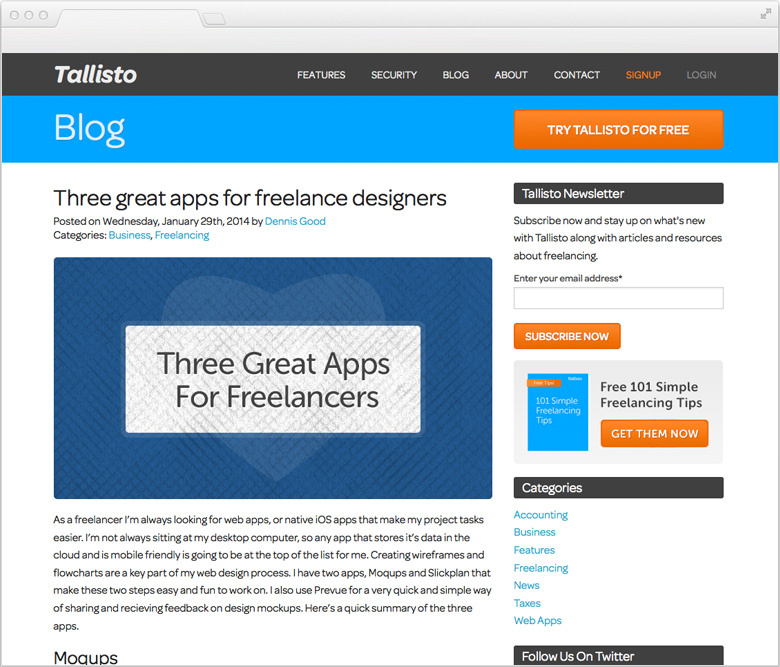 Tallisto
FEATURES SECURITY BLOG ABOUT CONTACT SIGNUP LOGIN
Blog
TRY TALLISTO FOR FREE
Three great apps for freelance designers
Posted on Wednesday, January 29th, 2014 by Dennis Good
Categories: Business, Freelancing
Three Great Apps
For Freelancers
As a freelancer I'm always looking for web apps, or native iOS apps that make my project tasks
easier. I'm not always sitting at my desktop computer, so any app that stores it's data in the
cloud and is mobile friendly is going to be at the top of the list for me. Creating wireframes and
flowcharts are a key part of my web design process. I have two apps, Moqups and Slickplan that
make these two steps easy and fun to work on. I also use Prevue for a very quick and simple way
of sharing and recieving feedback on design mockups. Here's a quick summary of the three
apps.
Moqups
Tallisto Newsletter
Subscribe now and stay up on what's new
with Tallisto along with articles and resources
about freelancing.
Enter your email address*
SUBSCRIBE NOW
Free Tips!
Tallisto
101 Simple
Freelancing
Tips
Free 101 Simple
Freelancing Tips
GET THEM NOW
Categories
Accounting
Business
Features
Freelancing
News
Taxes
Web Apps
Follow Us On Twitter